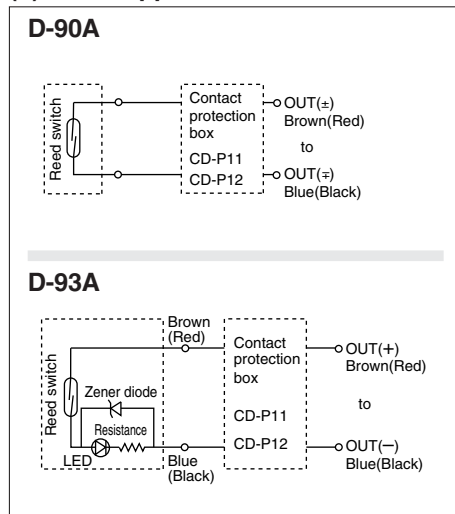 D-90A
Reed switch
Contact
protection
box
CD-P11
CD-P12
OUT(±)
Brown(Red)
to
OUT(∓)
Blue(Black)
D-93A
Reed switch
Brown
(Red)
Zener diode
Resistance
LED
Blue
(Black)
Contact
protection
box
CD-P11
CD-P12
OUT(+)
Brown(Red)
to
OUT(−)
Blue(Black)